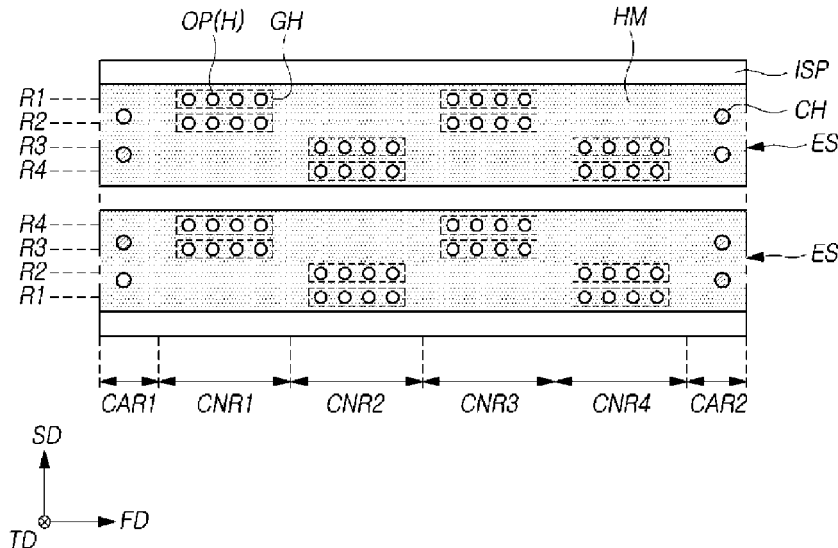 OP(H) GH HM
ISP
R1
R2 CH
R3 ES
R4
R4
R3 ES
R2
R1
CAR1 CNR1 CNR2 CNR3 CNR4 CAR2
SD
TD FD